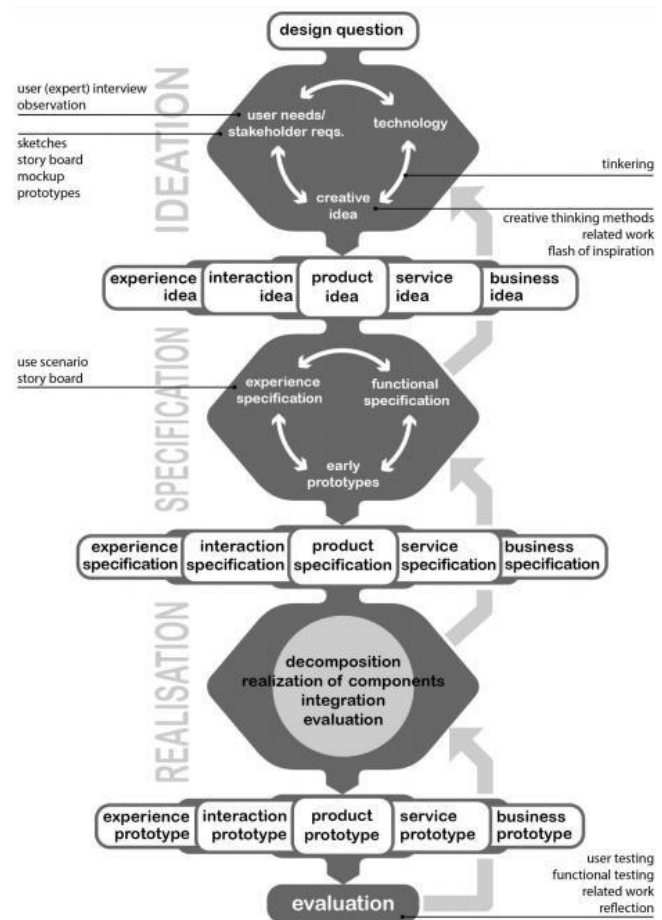 design question
IDEATION
user (expert) interview
observation
sketches
story board
mockup
prototypes
user needs/
stakeholder reqs.
technology
creative
idea
tinkering
creative thinking methods
related work
flash of inspiration
experience
idea
interaction
idea
product
idea
service
idea
business
idea
SPECIFICATION
use scenario
story board
experience
specification
functional
specification
early
prototypes
experience
specification
interaction
specification
product
specification
service
specification
business
specification
REALISATION
decomposition
realization of components
integration
evaluation
experience
prototype
interaction
prototype
product
prototype
service
prototype
business
prototype
evaluation
user testing
functional testing
related work
reflection